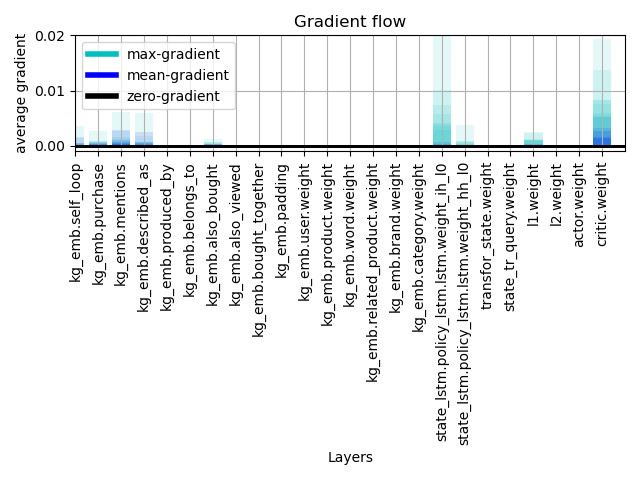 Gradient flow
average gradient
0.02
0.01
0.00
max-gradient
mean-gradient
zero-gradient
kg_emb.self_loop
kg_emb.purchase
kg_emb.mentions
kg_emb.described_as
kg_emb.produced_by
kg_emb.belongs_to
kg_emb.also_bought
kg_emb.also_viewed
kg_emb.bought_together
kg_emb.padding
kg_emb.user.weight
kg_emb.product.weight
kg_emb.word.weight
kg_emb.related_product.weight
kg_emb.brand.weight
kg_emb.category.weight
state_lstm.policy_lstm.lstm.weight_ih_l0
state_lstm.policy_lstm.lstm.weight_hh_l0
transfor_state.weight
state_tr_query.weight
l1.weight
l2.weight
actor.weight
critic.weight
Layers